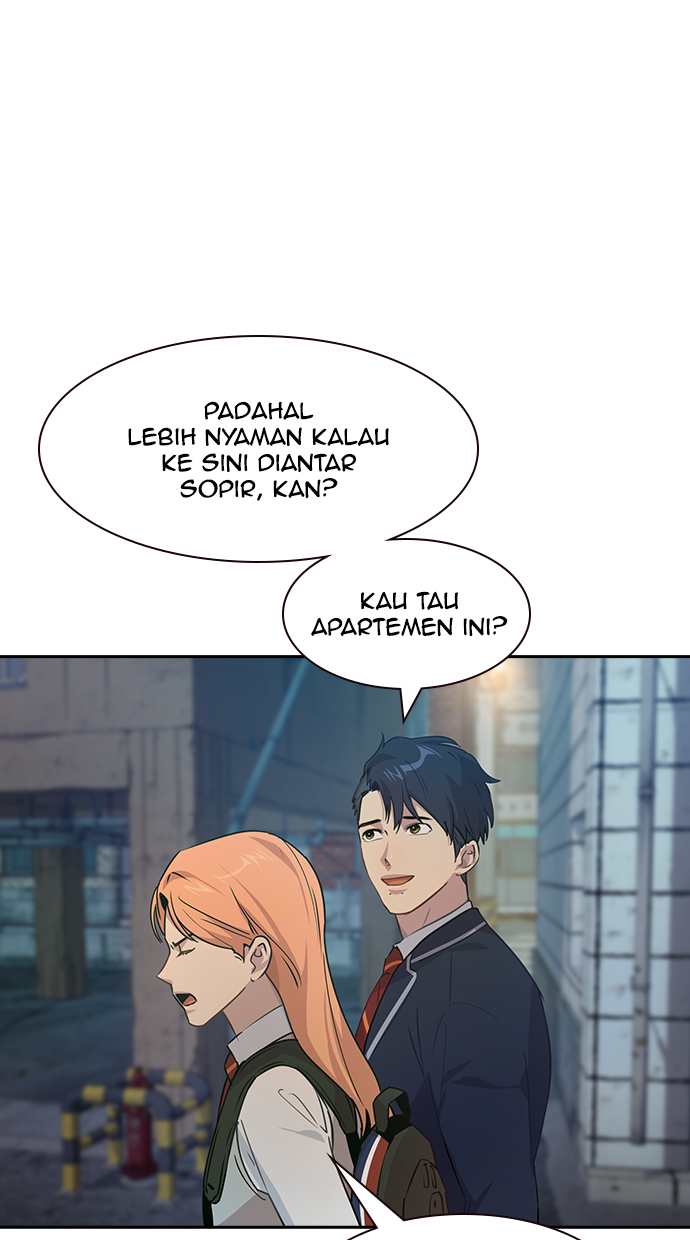 PADAHAL
LEBIH NYAMAN KALAU
KE SINI DIANTAR
SOPIR, KAN?
KAU TAU
APARTEMEN INI?